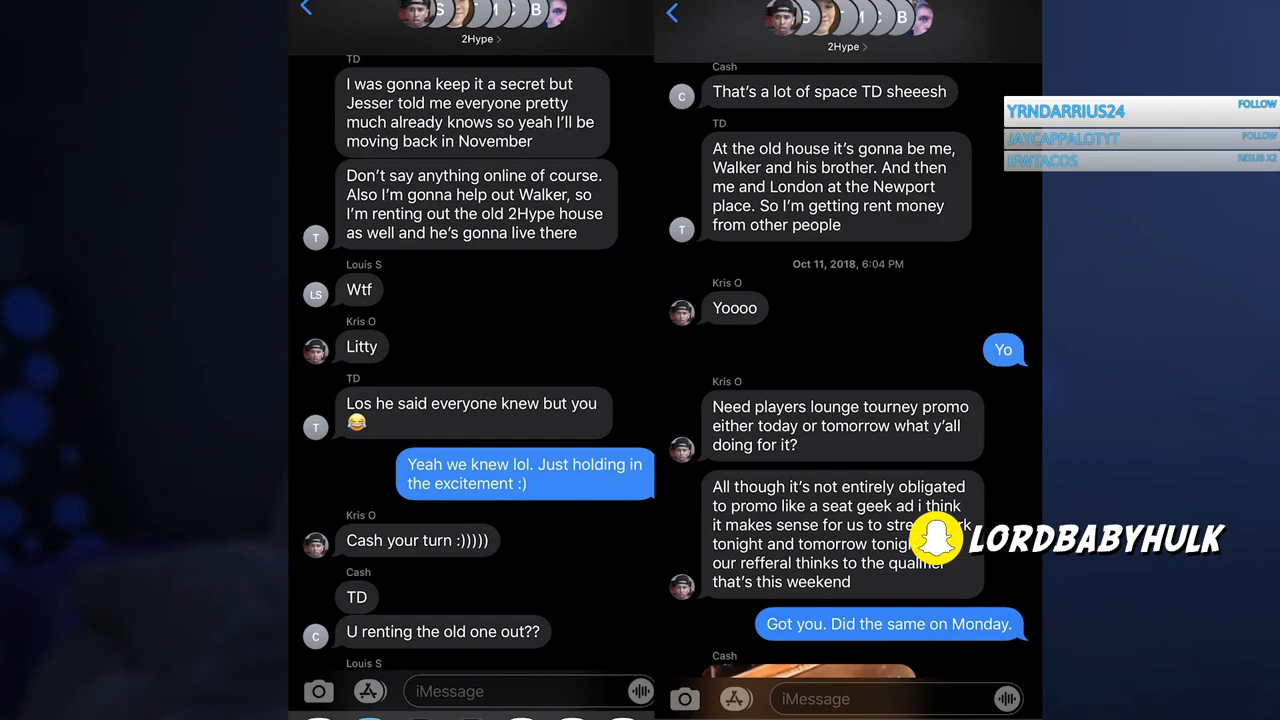 S
B
2Hype >
TD
I was gonna keep it a secret but
Jesser told me everyone pretty
much already knows so yeah I'll be
moving back in November
Don't say anything online of course.
Also I'm gonna help out Walker, so
I'm renting out the old 2Hype house
as well and he's gonna live there
T
Louis S
LS
Wtf
Kris O
Litty
TD
Los he said everyone knew but you
😂
T
Yeah we knew lol. Just holding in
the excitement :)
Kris O
Cash your turn :)))))
Cash
TD
U renting the old one out??
C
Louis S
iMessage
S
B
2Hype >
Cash
That's a lot of space TD sheeesh
C
TD
At the old house it's gonna be me,
Walker and his brother. And then
me and London at the Newport
place. So I'm getting rent money
from other people
T
Oct 11, 2018, 6:04 PM
Kris O
Yoooo
Yo
Kris O
Need players lounge tourney promo
either today or tomorrow what y'all
doing for it?
All though it's not entirely obligated
to promo like a seat geek ad i think
it makes sense for us to
tonight and tomorrow
our refferal thinks to the
that's this weekend
Got you. Did the same on Monday.
Cash
iMessage
YRNDARRIUS24 FOLLOW
JAYCAPPALOTYT FOLLOW
IFWTACOS RESUB X2
LORDBABYHULK